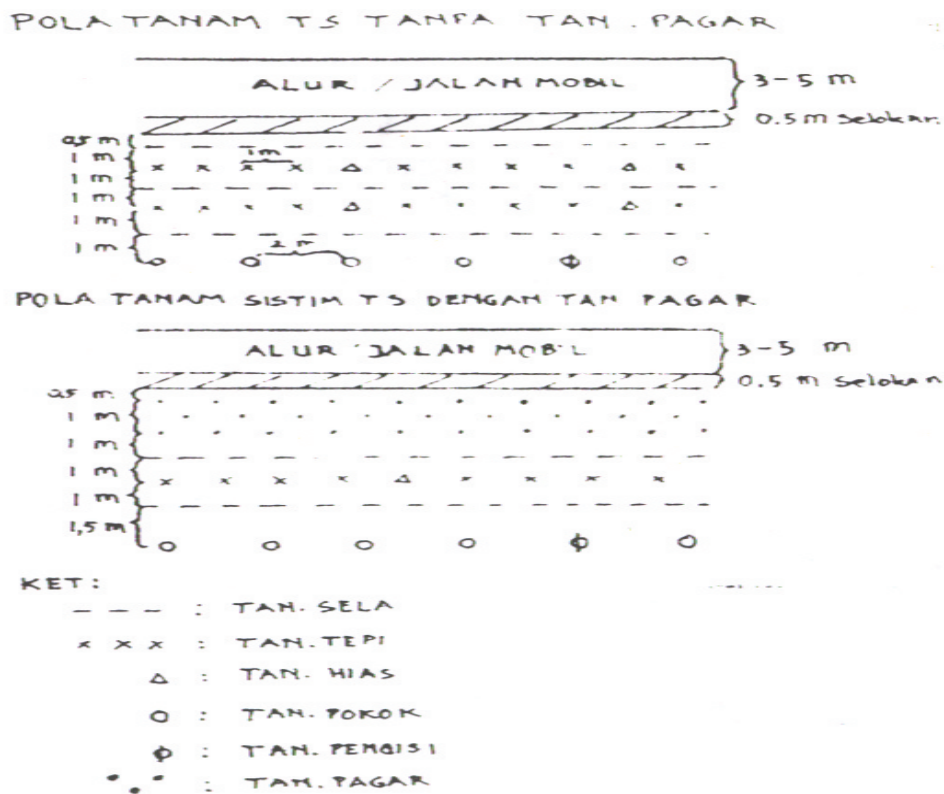 POLA TANAM TS TANPA TAN. PAGAR
ALUR / JALAN MOBIL
3-5 m
0.5 m Selokan
0.5 m
1 m
1 m
1 m
1 m
1 m
1m
2 m
POLA TANAM SISTIM TS DENGAN TAN PAGAR
ALUR JALAN MOBIL
3-5 m
0.5 m Selokan
0.5 m
1 m
1 m
1 m
1 m
1,5 m
KET:
--- : TAN. SELA
x x x : TAN. TEPI
△ : TAN. HIAS
○ : TAN. POKOK
ϕ : TAN. PENGISI
• • • : TAN. PAGAR